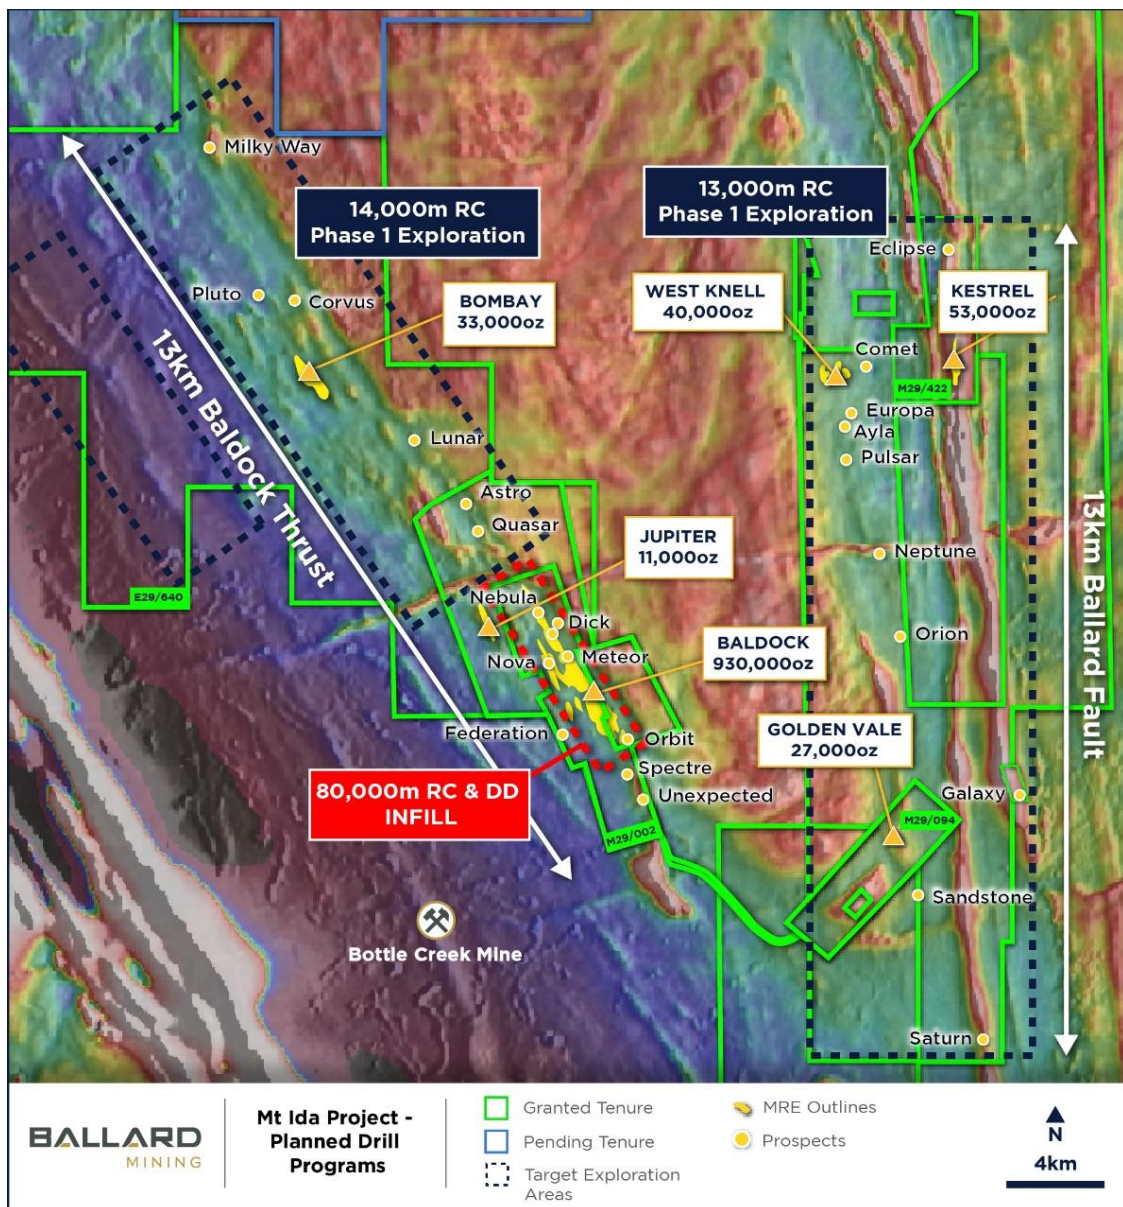 Milky Way
14,000m RC
Phase 1 Exploration
13,000m RC
Phase 1 Exploration
Eclipse
Pluto
Corvus
BOMBAY
33,000oz
WEST KNELL
40,000oz
KESTREL
53,000oz
Comet
M29/422
Europa
Ayla
Pulsar
13km Baldock Thrust
Lunar
Astro
Quasar
JUPITER
11,000oz
Neptune
13km Ballard Fault
E29/640
Nebula
Dick
Nova
Meteor
Orion
BALDOCK
930,000oz
Federation
Orbit
GOLDEN VALE
27,000oz
Spectre
80,000m RC & DD
INFILL
Unexpected
Galaxy
M29/002
M29/094
Sandstone
Bottle Creek Mine
Saturn
BALLARD
MINING
Mt Ida Project -
Planned Drill
Programs
Granted Tenure
Pending Tenure
Target Exploration
Areas
MRE Outlines
Prospects
N
4km